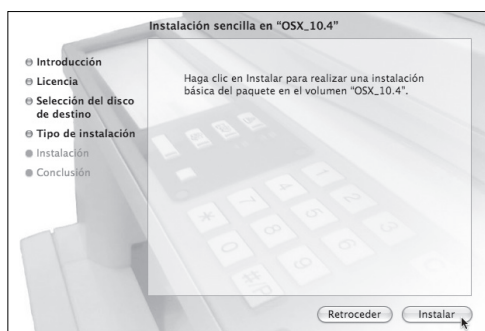 Instalación sencilla en “OSX_10.4”
Introducción
Licencia
Selección del disco
de destino
Tipo de instalación
Instalación
Conclusión
Haga clic en Instalar para realizar una instalación
básica del paquete en el volumen “OSX_10.4”.
Retroceder
Instalar